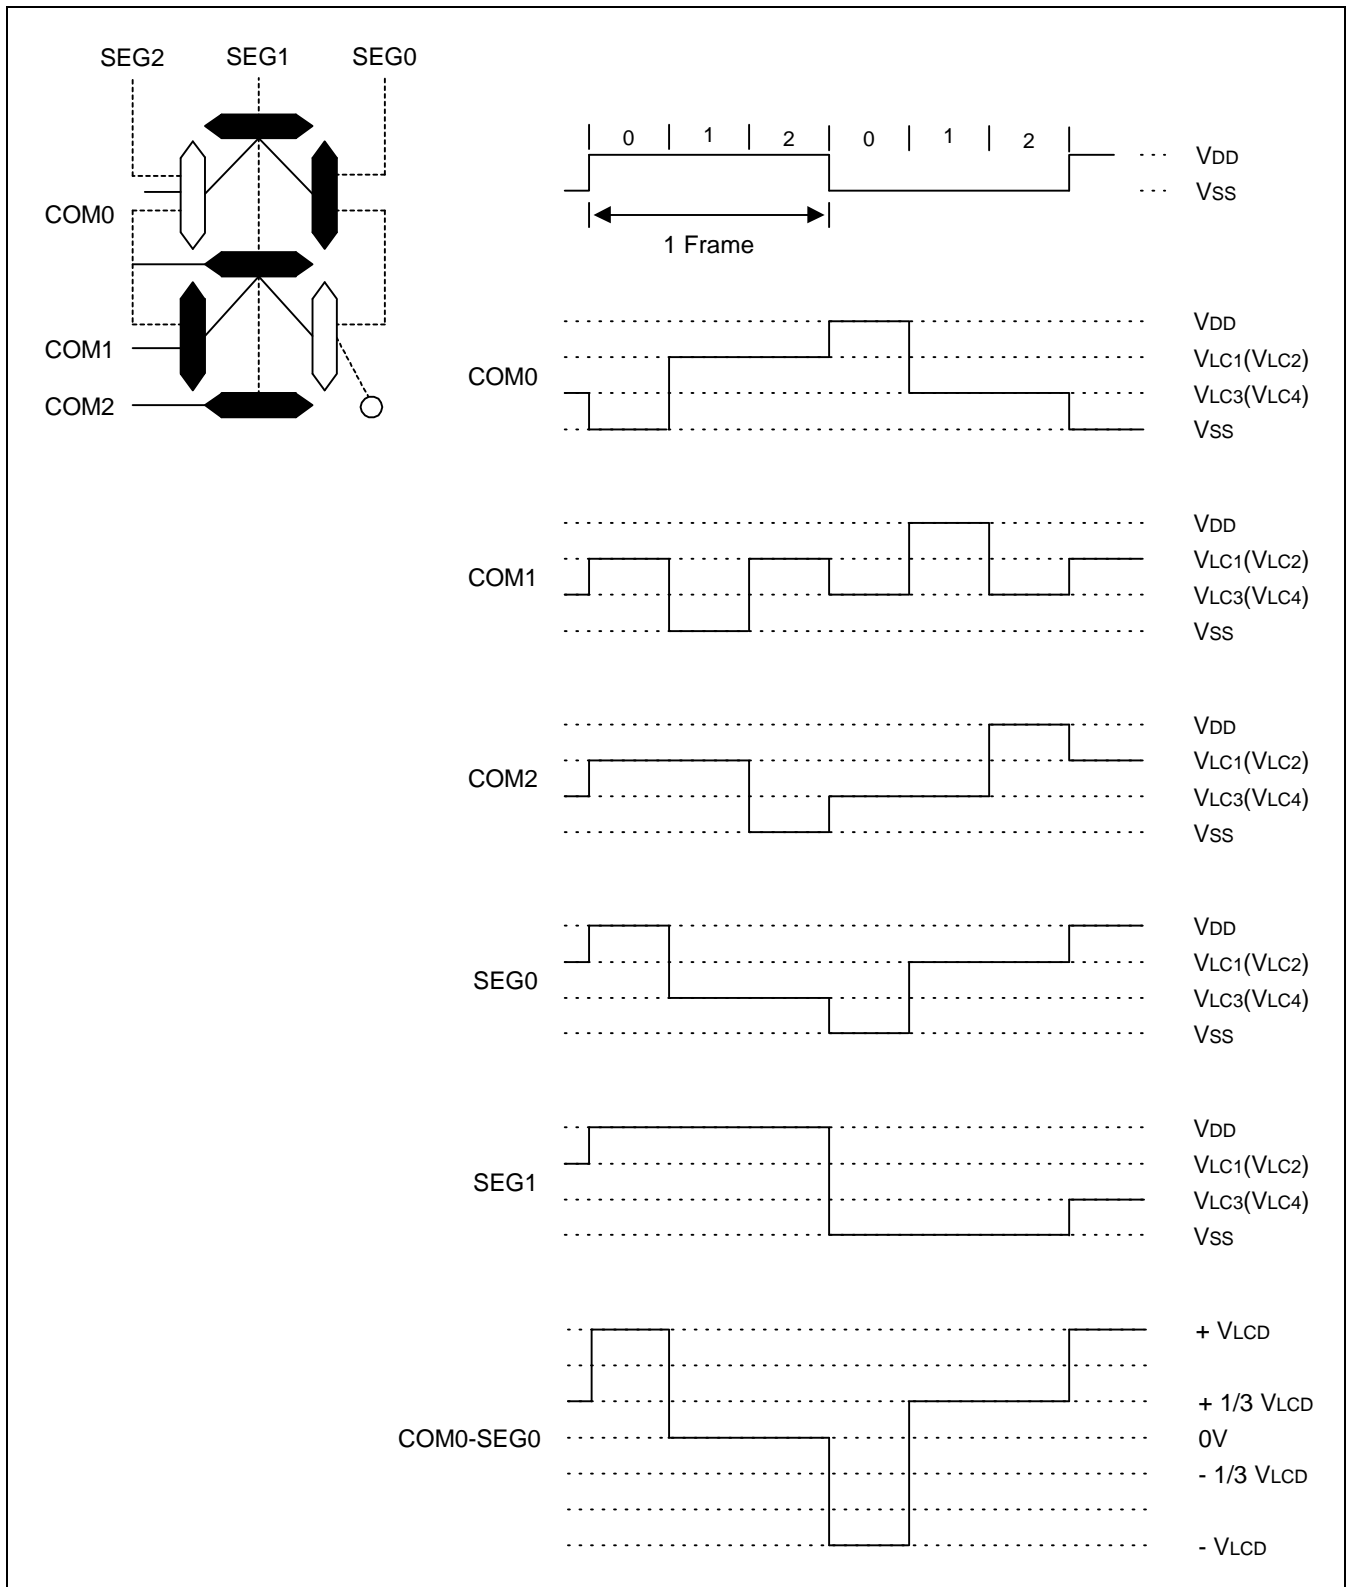 SEG2 SEG1 SEG0
0 1 2 0 1 2
VDD
VSS
COM0
1 Frame
COM1
COM2
COM0
VDD
VLC1(VLC2)
VLC3(VLC4)
VSS
COM1
VDD
VLC1(VLC2)
VLC3(VLC4)
VSS
COM2
VDD
VLC1(VLC2)
VLC3(VLC4)
VSS
SEG0
VDD
VLC1(VLC2)
VLC3(VLC4)
VSS
SEG1
VDD
VLC1(VLC2)
VLC3(VLC4)
VSS
COM0-SEG0
+ VLCD
+ 1/3 VLCD
0V
- 1/3 VLCD
- VLCD